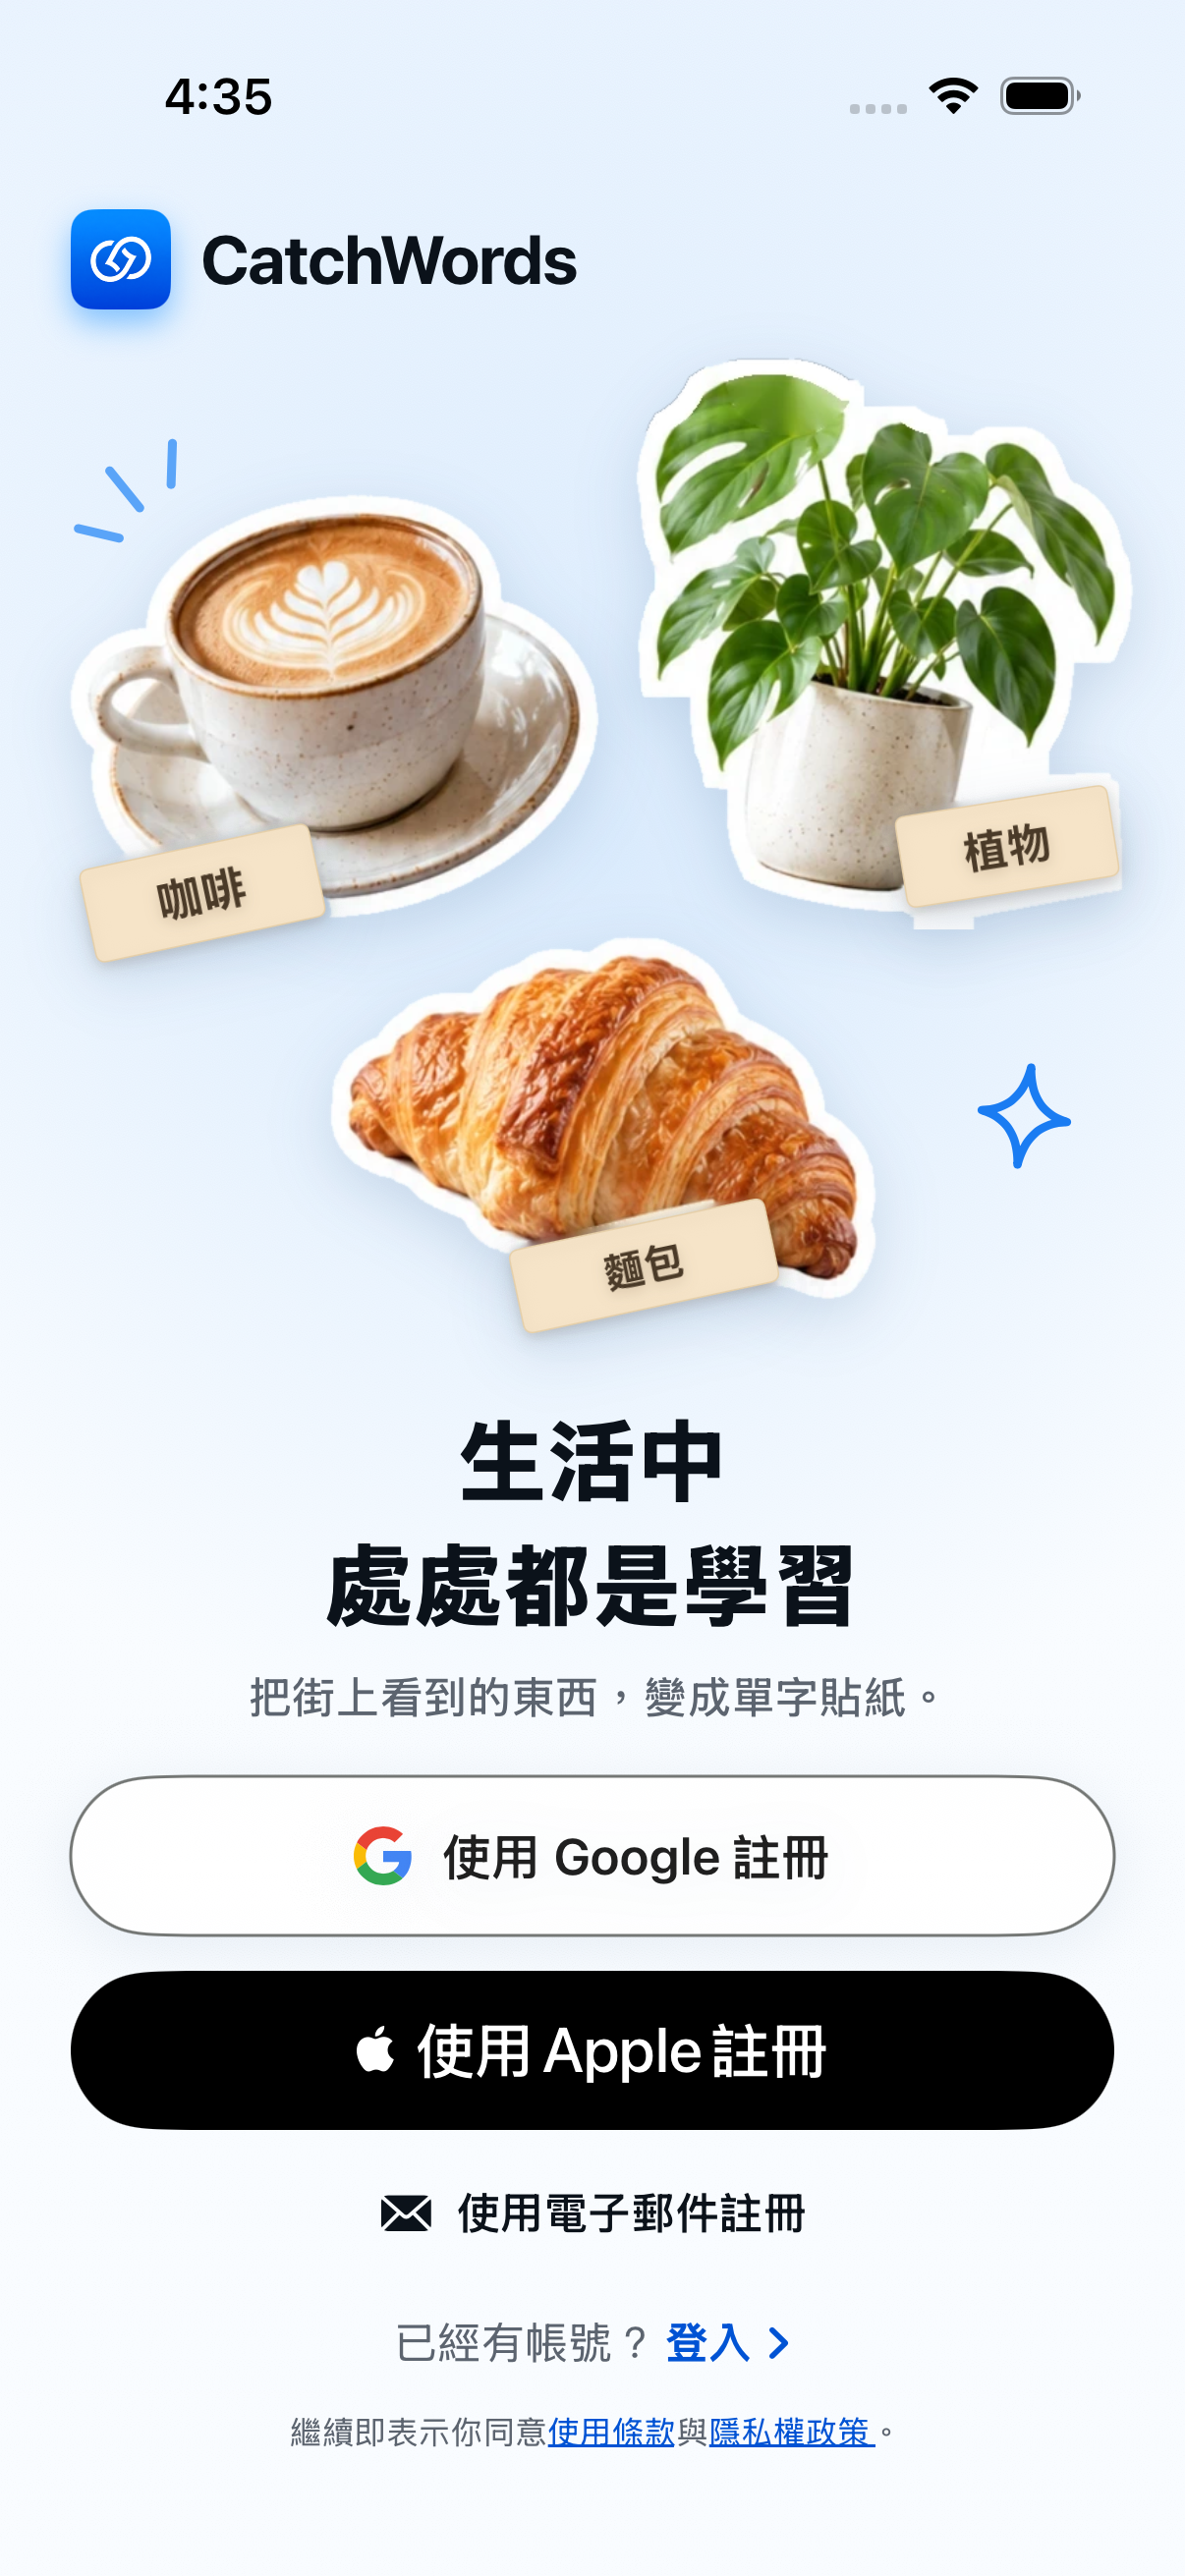 4:35
CatchWords
咖啡
植物
麵包
生活中
處處都是學習
把街上看到的東西，變成單字貼紙。
使用 Google 註冊
使用 Apple 註冊
使用電子郵件註冊
已經有帳號？登入
繼續即表示你同意使用條款與隱私權政策。